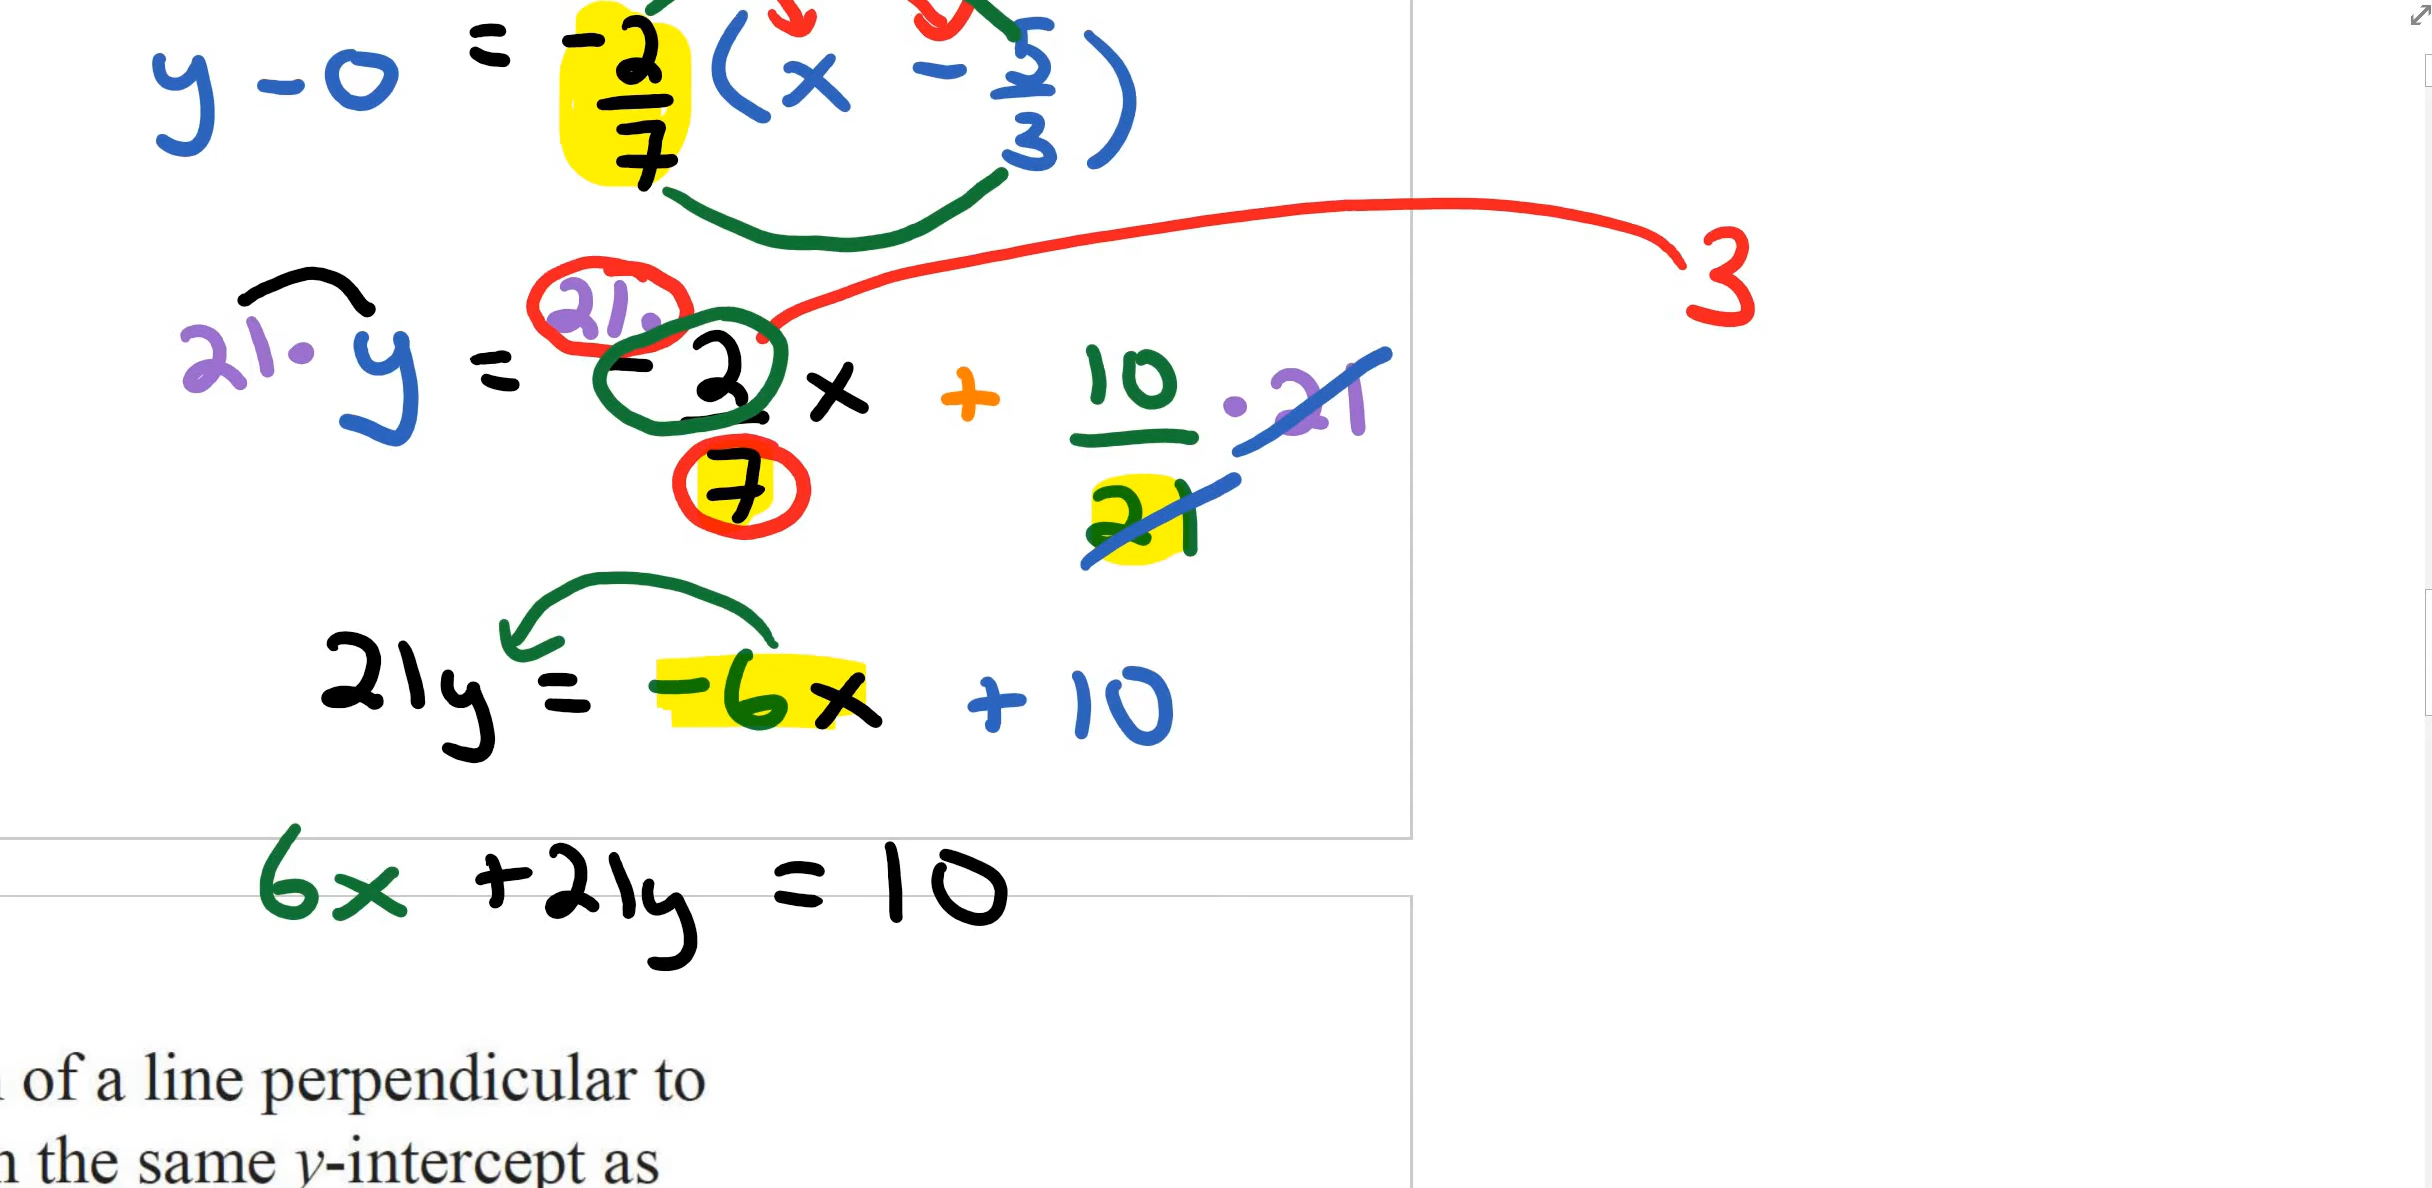 y - 0 = -2/7 (x - 5/3)
3
21 · y = 21 · -2/7 x + 10/21 · 21
21y = -6x + 10
6x + 21y = 10
of a line perpendicular to
the same y-intercept as